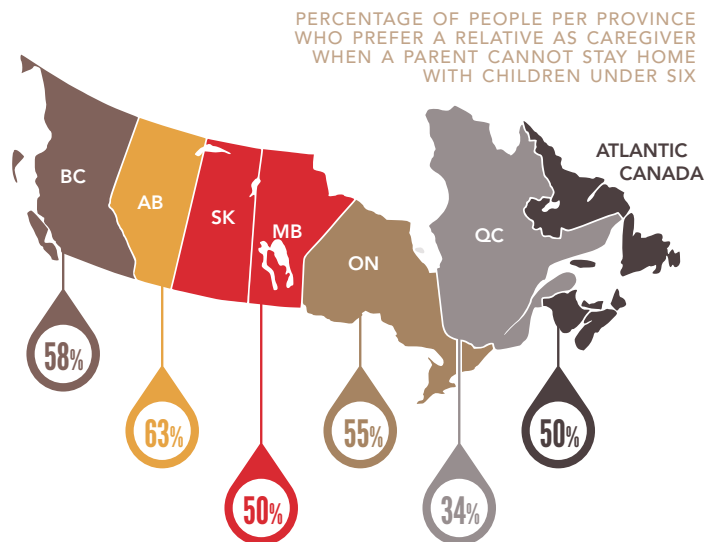 PERCENTAGE OF PEOPLE PER PROVINCE
WHO PREFER A RELATIVE AS CAREGIVER
WHEN A PARENT CANNOT STAY HOME
WITH CHILDREN UNDER SIX
ATLANTIC
CANADA
BC
AB
SK
MB
ON
QC
58%
63%
50%
55%
34%
50%